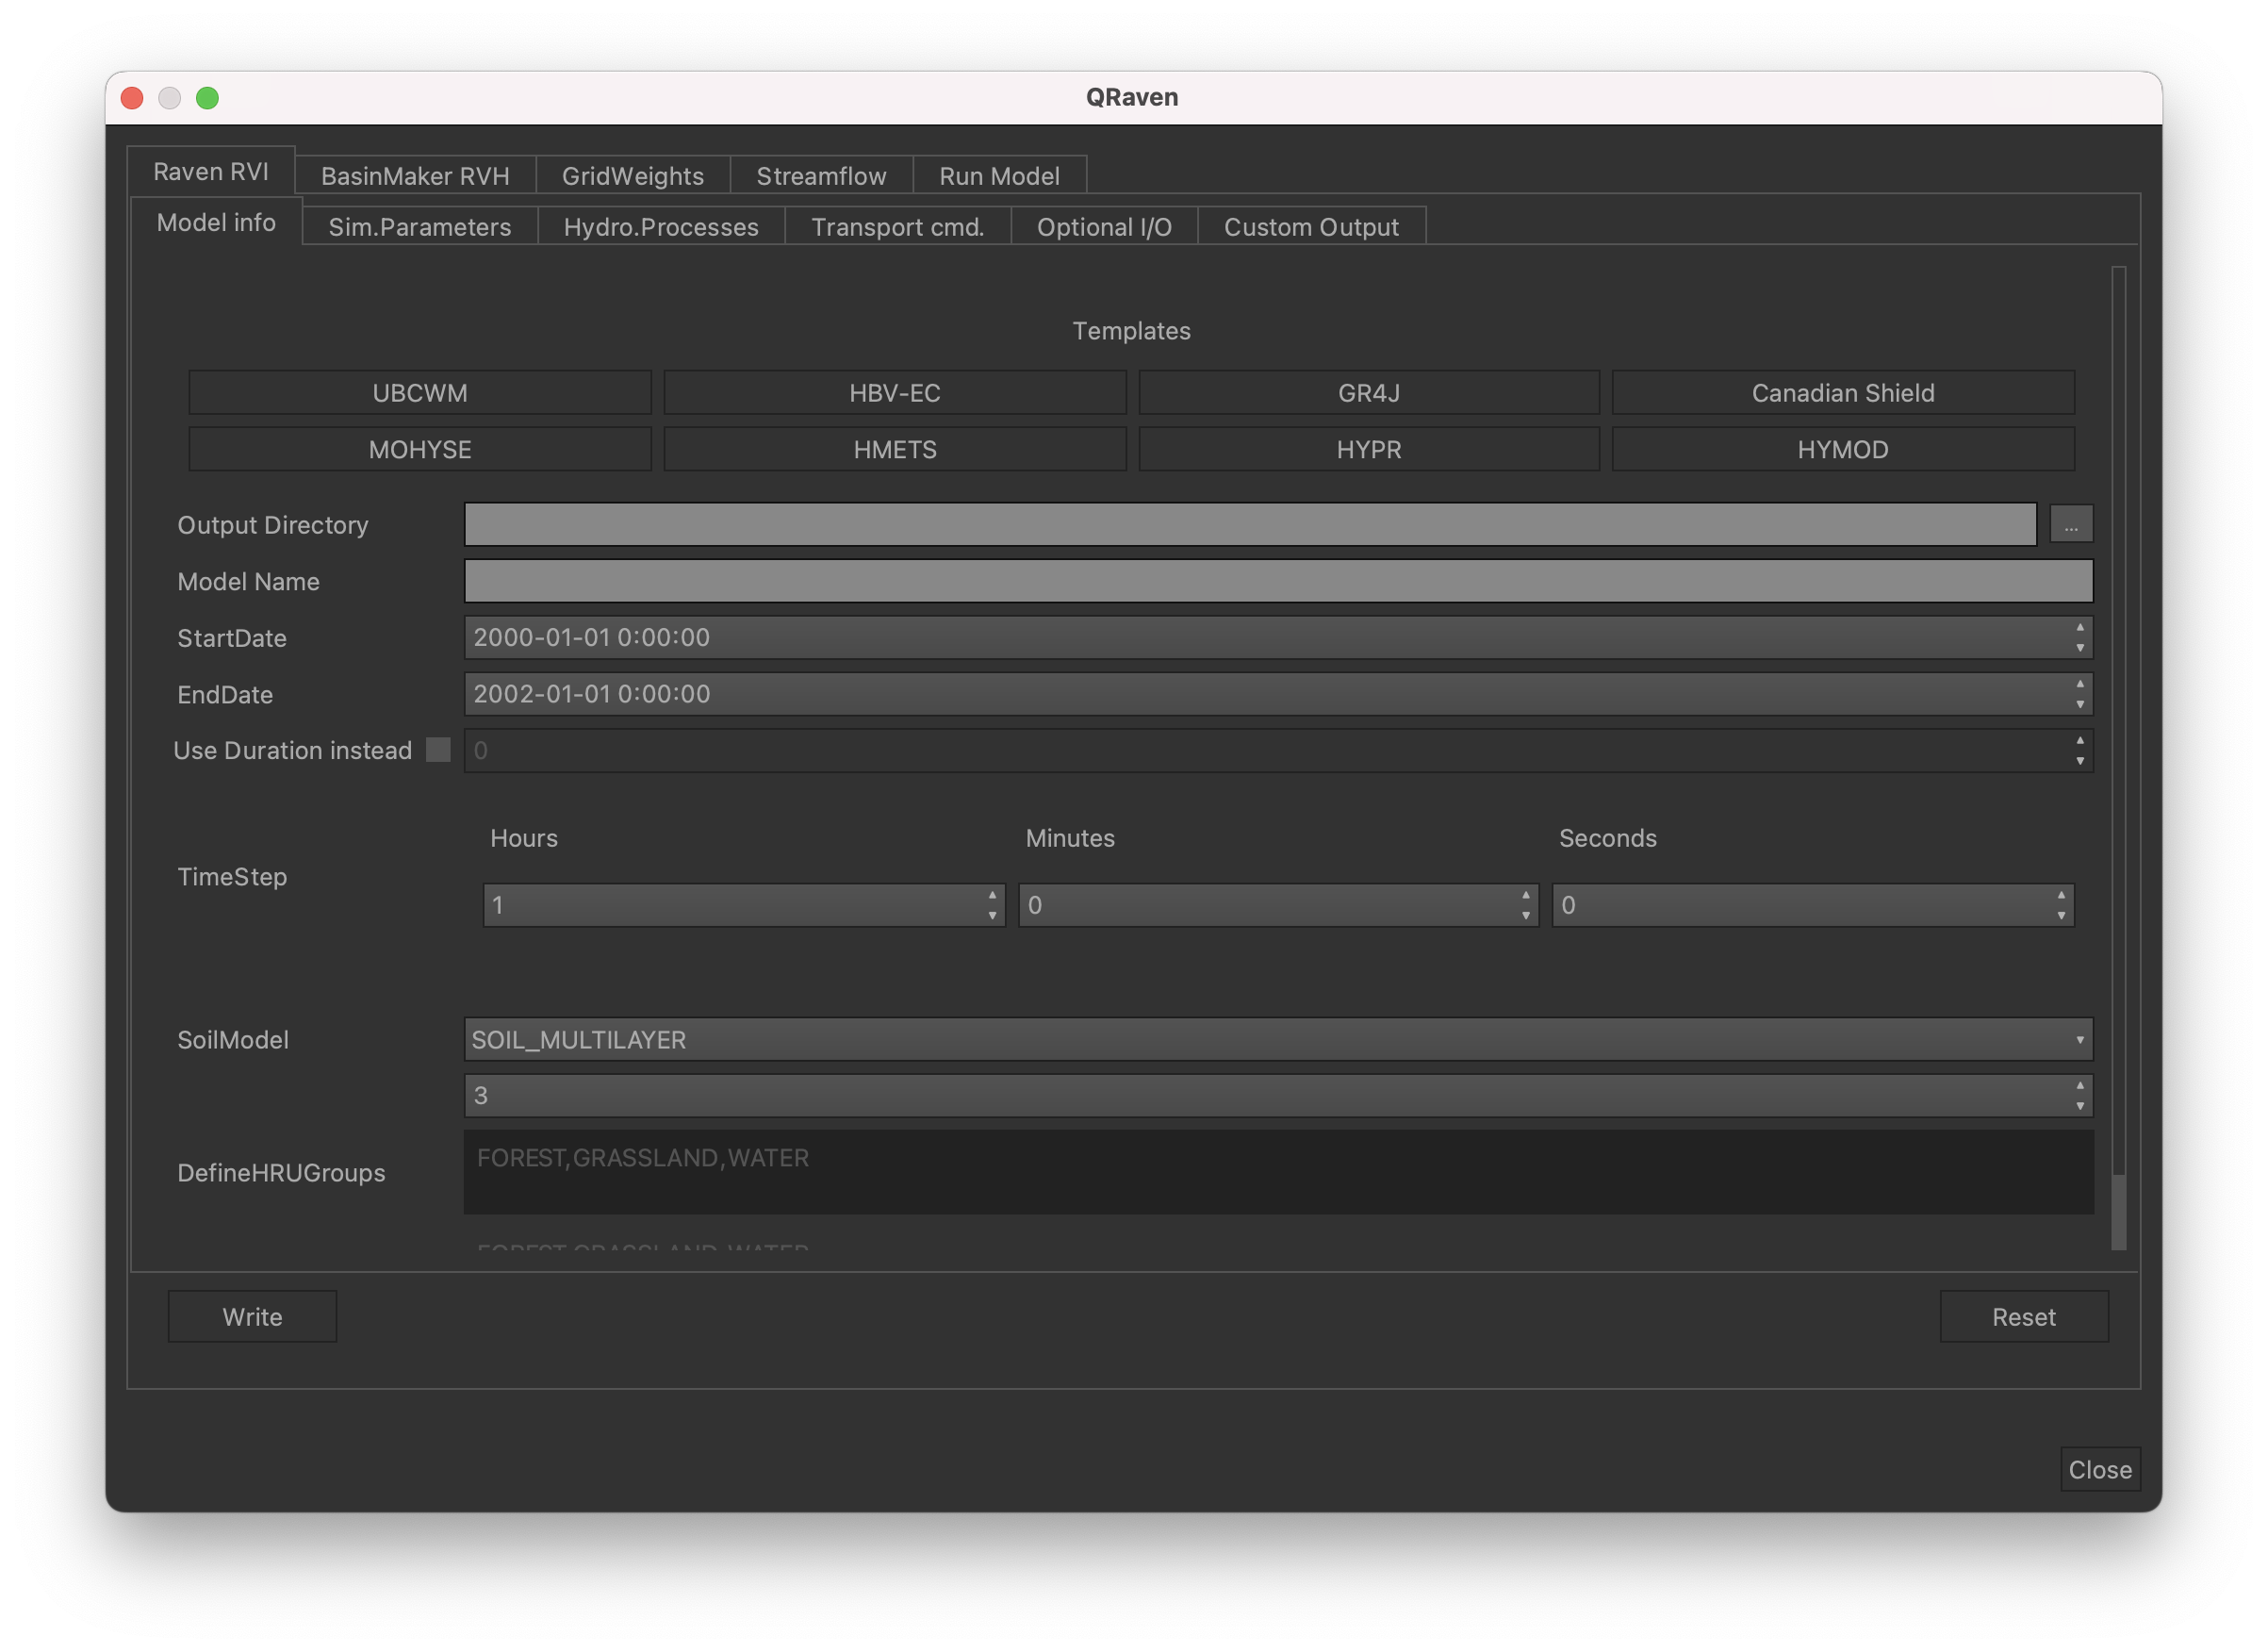 QRaven
Raven RVI BasinMaker RVH GridWeights Streamflow Run Model
Model info Sim.Parameters Hydro.Processes Transport cmd. Optional I/O Custom Output
Templates
UBCWM HBV-EC GR4J Canadian Shield
MOHYSE HMETS HYPR HYMOD
Output Directory ...
Model Name
StartDate 2000-01-01 0:00:00
EndDate 2002-01-01 0:00:00
Use Duration instead 0
Hours Minutes Seconds
TimeStep
1 0 0
SoilModel SOIL_MULTILAYER
3
FOREST,GRASSLAND,WATER
DefineHRUGroups
FOREST,GRASSLAND,WATER
Write Reset
Close